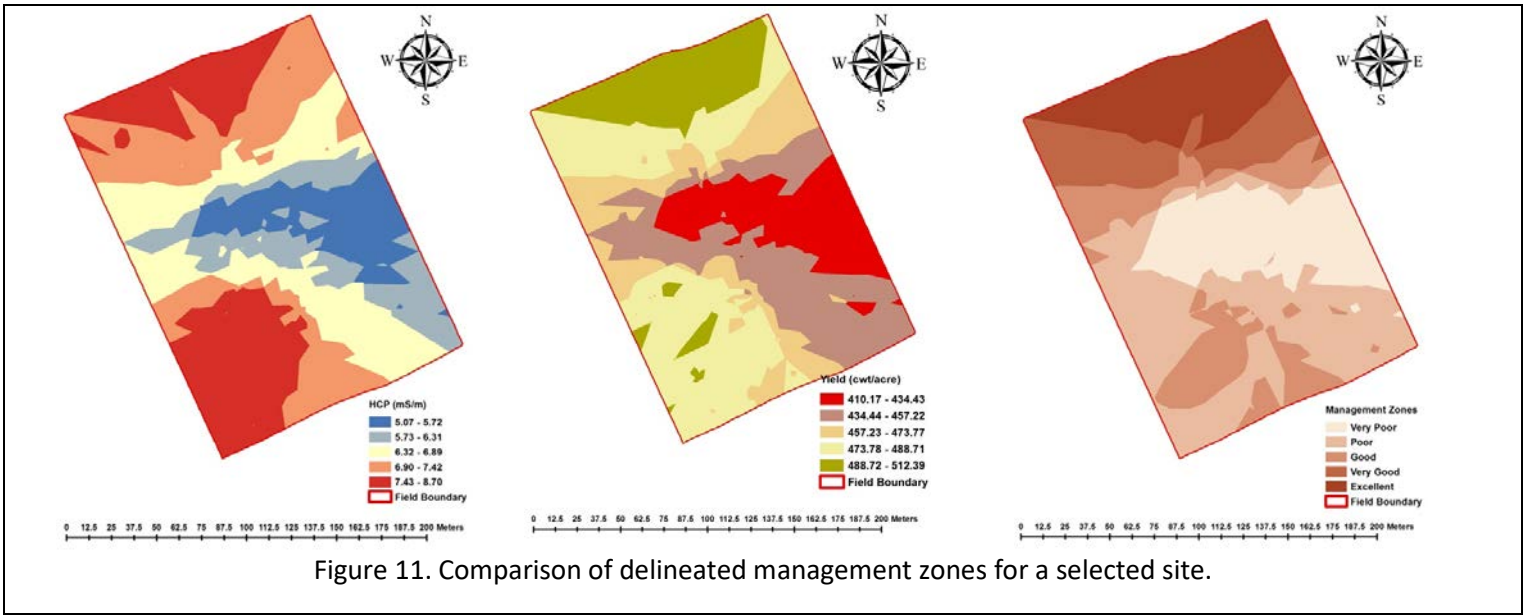 N
W E
S
HCP (mS/m)
5.07 - 5.72
5.73 - 6.31
6.32 - 6.89
6.90 - 7.42
7.43 - 8.70
Field Boundary
0 12.5 25 37.5 50 62.5 75 87.5 100 112.5 125 137.5 150 162.5 175 187.5 200 Meters
N
W E
S
Yield (cwt/acre)
410.17 - 434.43
434.44 - 457.22
457.23 - 473.77
473.78 - 488.71
488.72 - 512.39
Field Boundary
0 12.5 25 37.5 50 62.5 75 87.5 100 112.5 125 137.5 150 162.5 175 187.5 200 Meters
N
W E
S
Management Zones
Very Poor
Poor
Good
Very Good
Excellent
Field Boundary
0 12.5 25 37.5 50 62.5 75 87.5 100 112.5 125 137.5 150 162.5 175 187.5 200 Meters
Figure 11. Comparison of delineated management zones for a selected site.